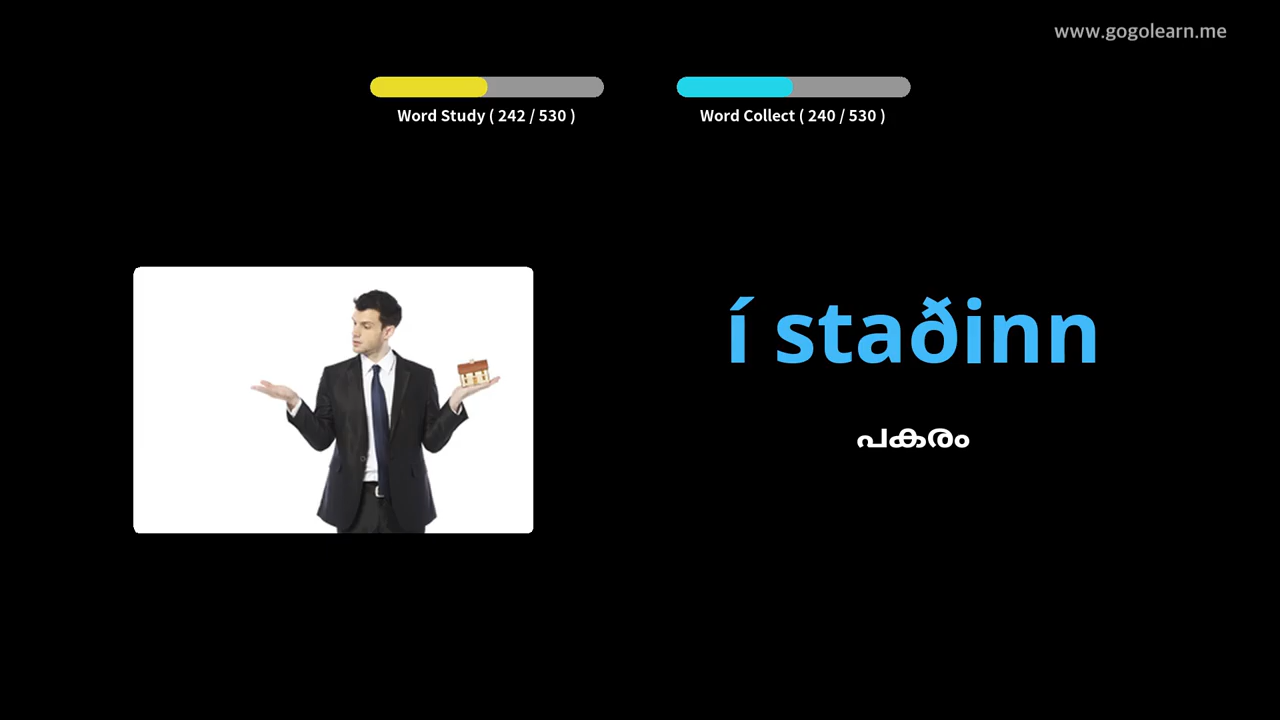 www.gogolearn.me
Word Study ( 242 / 530 )
Word Collect ( 240 / 530 )
í staðinn
പകരം